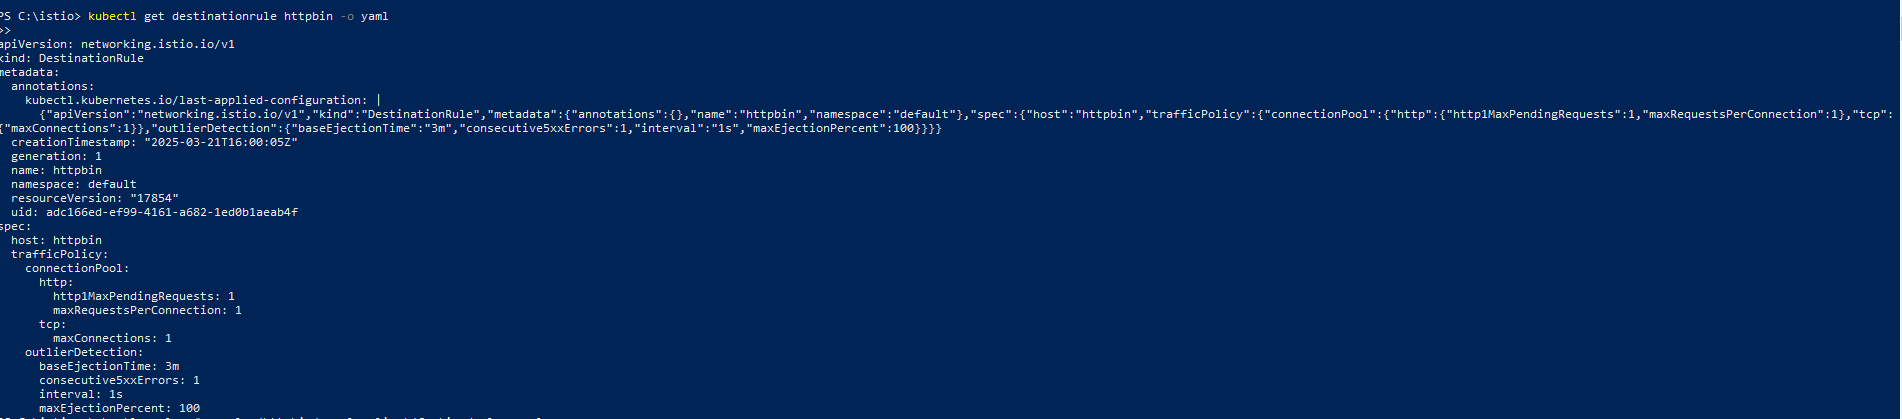 PS C:\istio> kubectl get destinationrule httpbin -o yaml
>>
apiVersion: networking.istio.io/v1
kind: DestinationRule
metadata:
  annotations:
    kubectl.kubernetes.io/last-applied-configuration: |
      {"apiVersion":"networking.istio.io/v1","kind":"DestinationRule","metadata":{"annotations":{},"name":"httpbin","namespace":"default"},"spec":{"host":"httpbin","trafficPolicy":{"connectionPool":{"http":{"http1MaxPendingRequests":1,"maxRequestsPerConnection":1},"tcp":
{"maxConnections":1}},"outlierDetection":{"baseEjectionTime":"3m","consecutive5xxErrors":1,"interval":"1s","maxEjectionPercent":100}}}}
  creationTimestamp: "2025-03-21T16:00:05Z"
  generation: 1
  name: httpbin
  namespace: default
  resourceVersion: "17854"
  uid: adc166ed-ef99-4161-a682-1ed0b1aeab4f
spec:
  host: httpbin
  trafficPolicy:
    connectionPool:
      http:
        http1MaxPendingRequests: 1
        maxRequestsPerConnection: 1
      tcp:
        maxConnections: 1
    outlierDetection:
      baseEjectionTime: 3m
      consecutive5xxErrors: 1
      interval: 1s
      maxEjectionPercent: 100